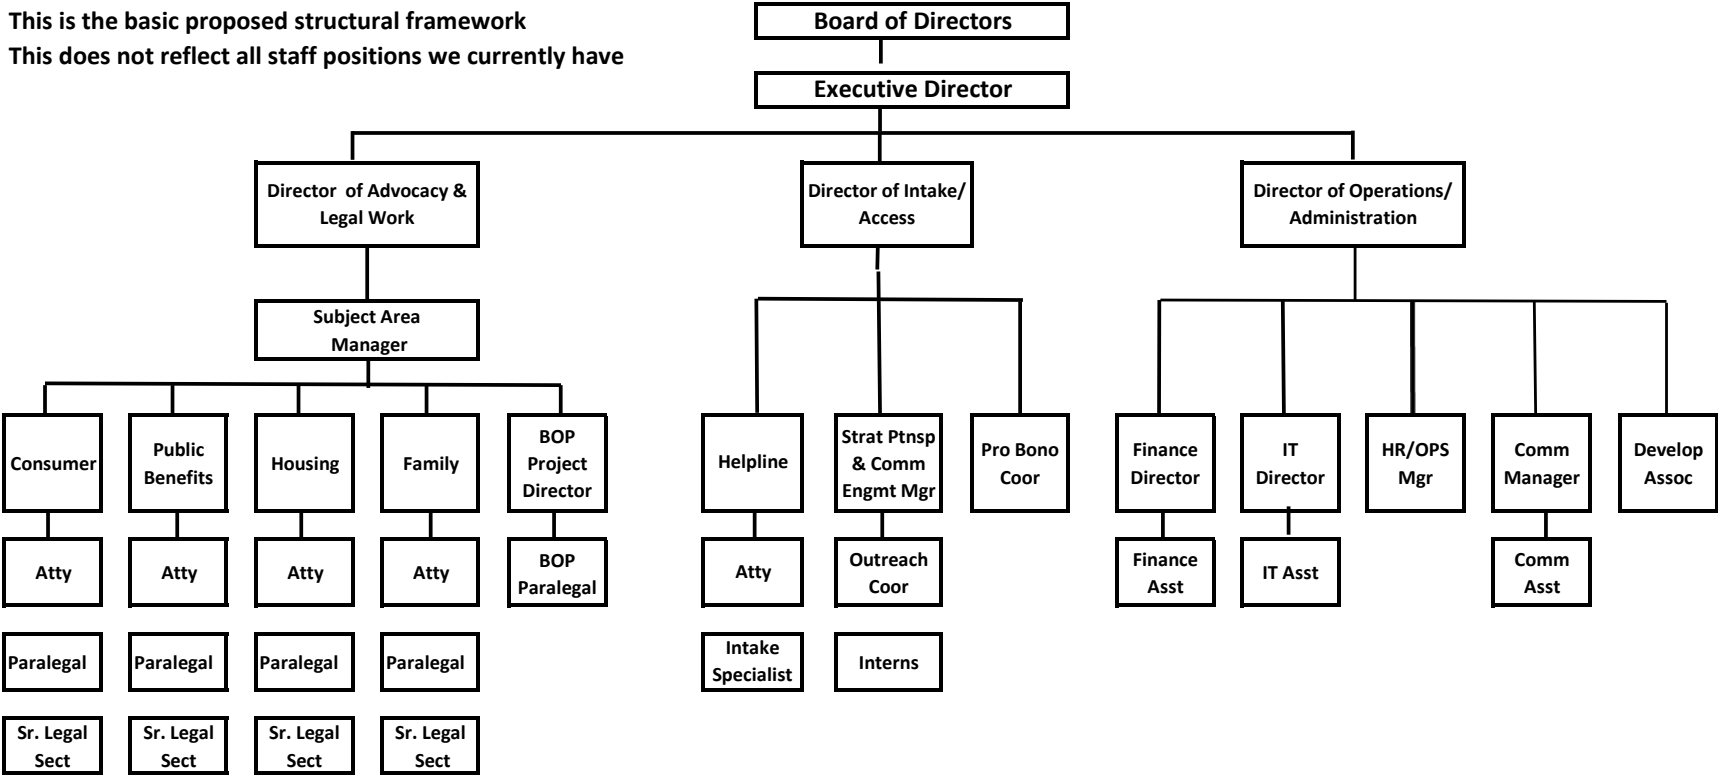 This is the basic proposed structural framework
This does not reflect all staff positions we currently have
Board of Directors
Executive Director
Director of Advocacy &
Legal Work
Director of Intake/
Access
Director of Operations/
Administration
Subject Area
Manager
Consumer
Public
Benefits
Housing
Family
BOP
Project
Director
Helpline
Strat Ptnsp
& Comm
Engmt Mgr
Pro Bono
Coor
Finance
Director
IT
Director
HR/OPS
Mgr
Comm
Manager
Develop
Assoc
Atty
Atty
Atty
Atty
BOP
Paralegal
Atty
Outreach
Coor
Finance
Asst
IT Asst
Comm
Asst
Paralegal
Paralegal
Paralegal
Paralegal
Intake
Specialist
Interns
Sr. Legal
Sect
Sr. Legal
Sect
Sr. Legal
Sect
Sr. Legal
Sect